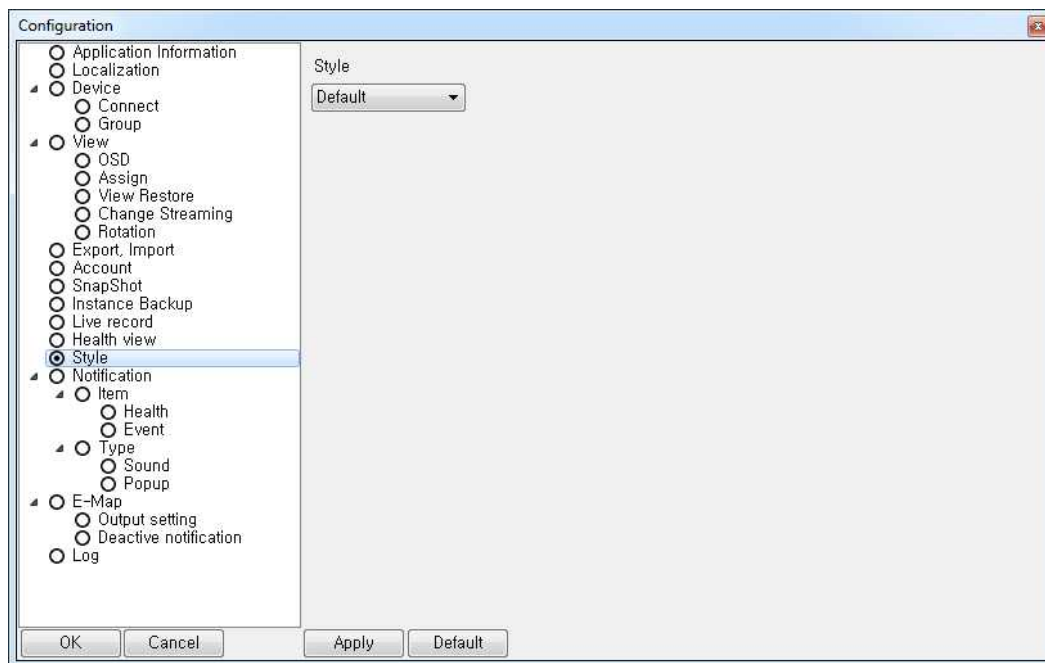 Configuration
Application Information
Localization
Device
Connect
Group
View
OSD
Assign
View Restore
Change Streaming
Rotation
Export, Import
Account
SnapShot
Instance Backup
Live record
Health view
Style
Notification
Item
Health
Event
Type
Sound
Popup
E-Map
Output setting
Deactive notification
Log
Style
Default
OK
Cancel
Apply
Default